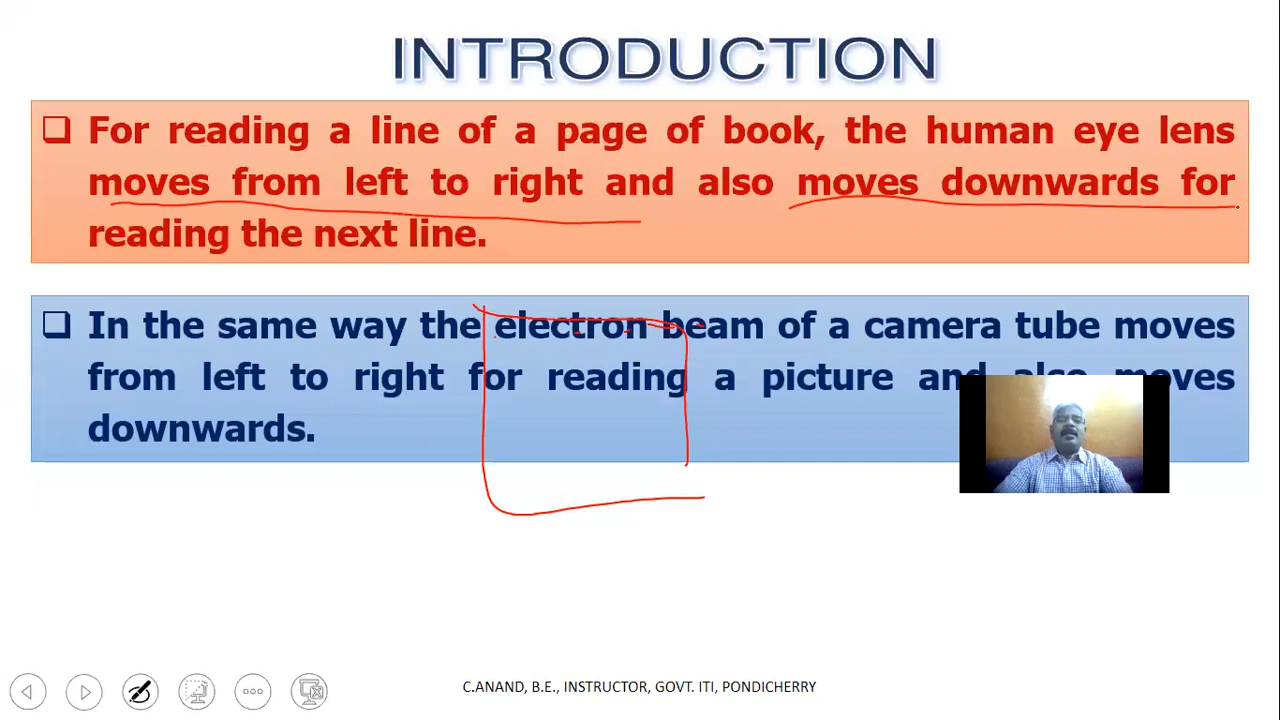 INTRODUCTION
For reading a line of a page of book, the human eye lens
moves from left to right and also moves downwards for
reading the next line.
In the same way the electron beam of a camera tube moves
from left to right for reading a picture and also moves
downwards.
C.ANAND, B.E., INSTRUCTOR, GOVT. ITI, PONDICHERRY